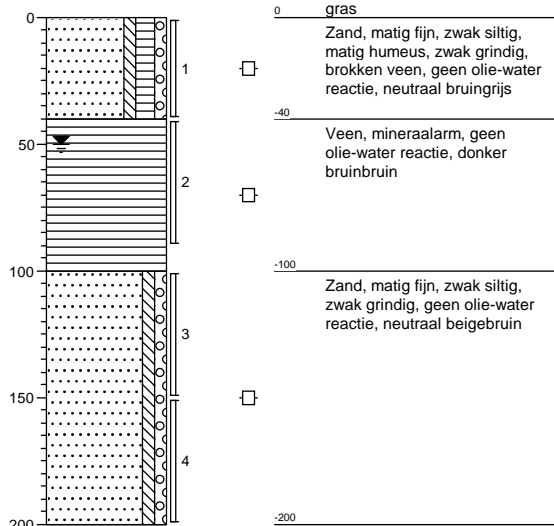 0
0
gras
Zand, matig fijn, zwak siltig,
matig humeus, zwak grindig,
brokken veen, geen olie-water
reactie, neutraal bruingrijs
1
-40
50
Veen, mineraalarm, geen
olie-water reactie, donker
bruinbruin
2
100
-100
Zand, matig fijn, zwak siltig,
zwak grindig, geen olie-water
reactie, neutraal beigebruin
3
150
4
200
-200